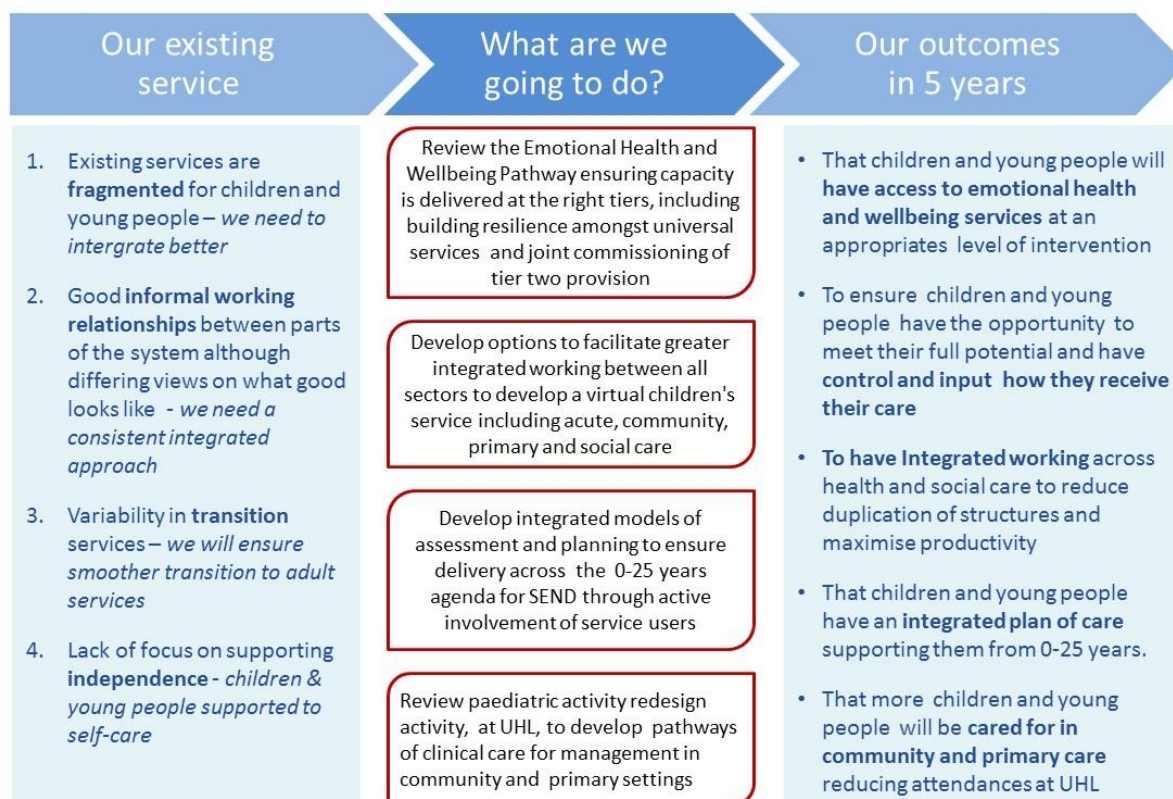 Our existing
service
What are we
going to do?
Our outcomes
in 5 years
1. Existing services are
fragmented for children and
young people – we need to
intergrate better
2. Good informal working
relationships between parts
of the system although
differing views on what good
looks like - we need a
consistent integrated
approach
3. Variability in transition
services – we will ensure
smoother transition to adult
services
4. Lack of focus on supporting
independence - children &
young people supported to
self-care
Review the Emotional Health and
Wellbeing Pathway ensuring capacity
is delivered at the right tiers, including
building resilience amongst universal
services and joint commissioning of
tier two provision
Develop options to facilitate greater
integrated working between all
sectors to develop a virtual children's
service including acute, community,
primary and social care
Develop integrated models of
assessment and planning to ensure
delivery across the 0-25 years
agenda for SEND through active
involvement of service users
Review paediatric activity redesign
activity, at UHL, to develop pathways
of clinical care for management in
community and primary settings
• That children and young people will
have access to emotional health
and wellbeing services at an
appropriates level of intervention
• To ensure children and young
people have the opportunity to
meet their full potential and have
control and input how they receive
their care
• To have Integrated working across
health and social care to reduce
duplication of structures and
maximise productivity
• That children and young people
have an integrated plan of care
supporting them from 0-25 years.
• That more children and young
people will be cared for in
community and primary care
reducing attendances at UHL